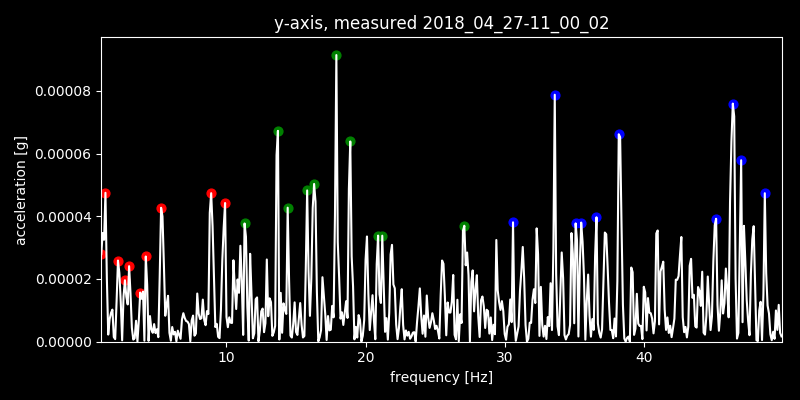 y-axis, measured 2018_04_27-11_00_02
0.00008
0.00006
0.00004
0.00002
0.00000
acceleration [g]
10 20 30 40
frequency [Hz]